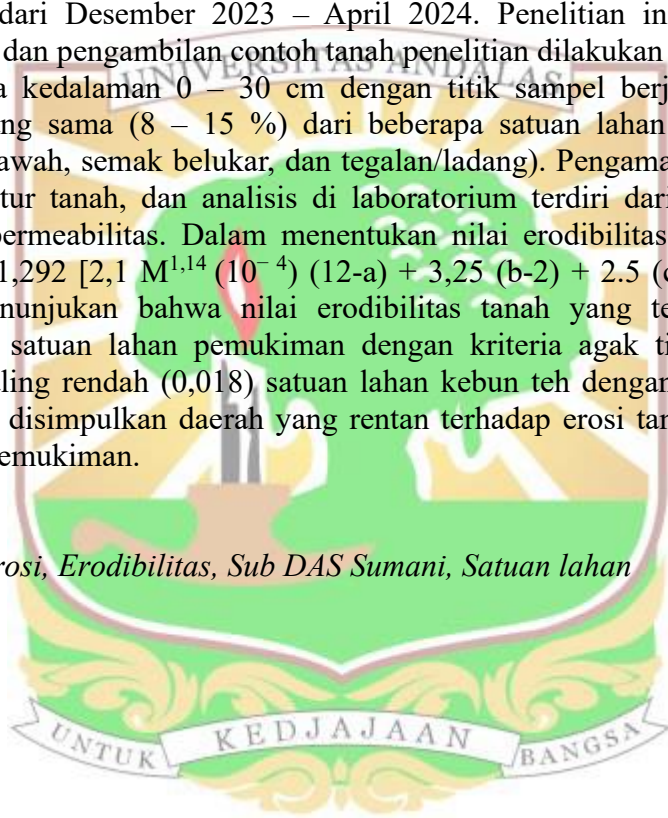 dari Desember 2023 – April 2024. Penelitian in
dan pengambilan contoh tanah penelitian dilakukan
UNIVERSITAS ANDALAS
kedalaman 0 – 30 cm dengan titik sampel berj
ng sama (8 – 15 %) dari beberapa satuan lahan
awah, semak belukar, dan tegalan/ladang). Pengama
tur tanah, dan analisis di laboratorium terdiri dari
permeabilitas. Dalam menentukan nilai erodibilitas
1,292 [2,1 M^1,14 (10^– 4) (12-a) + 3,25 (b-2) + 2.5 (
nunjukan bahwa nilai erodibilitas tanah yang te
satuan lahan pemukiman dengan kriteria agak ti
ling rendah (0,018) satuan lahan kebun teh dengan
disimpulkan daerah yang rentan terhadap erosi tan
emukiman.
rosi, Erodibilitas, Sub DAS Sumani, Satuan lahan
UNTUK KEDJAJAAN BANGSA